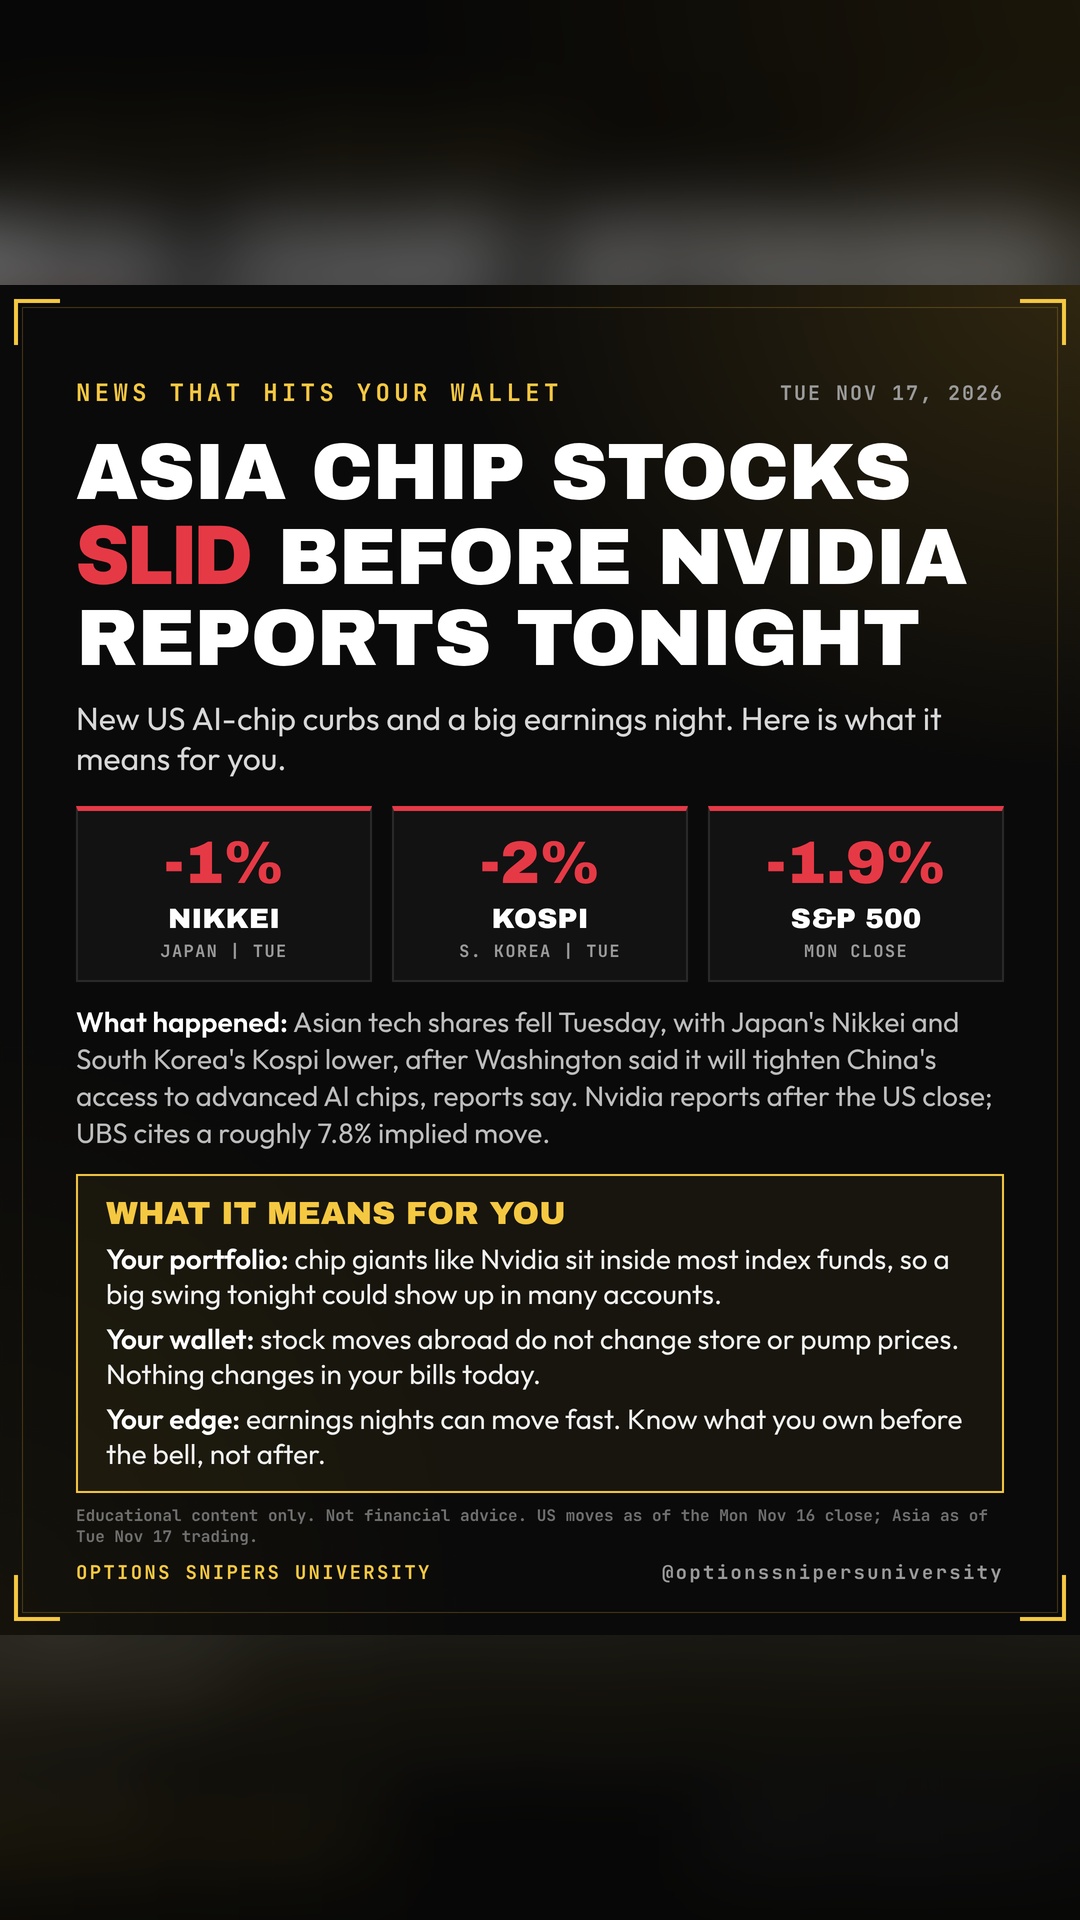 NEWS THAT HITS YOUR WALLET
TUE NOV 17, 2026
ASIA CHIP STOCKS
SLID BEFORE NVIDIA
REPORTS TONIGHT
New US AI-chip curbs and a big earnings night. Here is what it
means for you.
-1%
NIKKEI
JAPAN | TUE
-2%
KOSPI
S. KOREA | TUE
-1.9%
S&P 500
MON CLOSE
What happened: Asian tech shares fell Tuesday, with Japan's Nikkei and
South Korea's Kospi lower, after Washington said it will tighten China's
access to advanced AI chips, reports say. Nvidia reports after the US close;
UBS cites a roughly 7.8% implied move.
WHAT IT MEANS FOR YOU
Your portfolio: chip giants like Nvidia sit inside most index funds, so a
big swing tonight could show up in many accounts.
Your wallet: stock moves abroad do not change store or pump prices.
Nothing changes in your bills today.
Your edge: earnings nights can move fast. Know what you own before
the bell, not after.
Educational content only. Not financial advice. US moves as of the Mon Nov 16 close; Asia as of
Tue Nov 17 trading.
OPTIONS SNIPERS UNIVERSITY
@optionssnipersuniversity